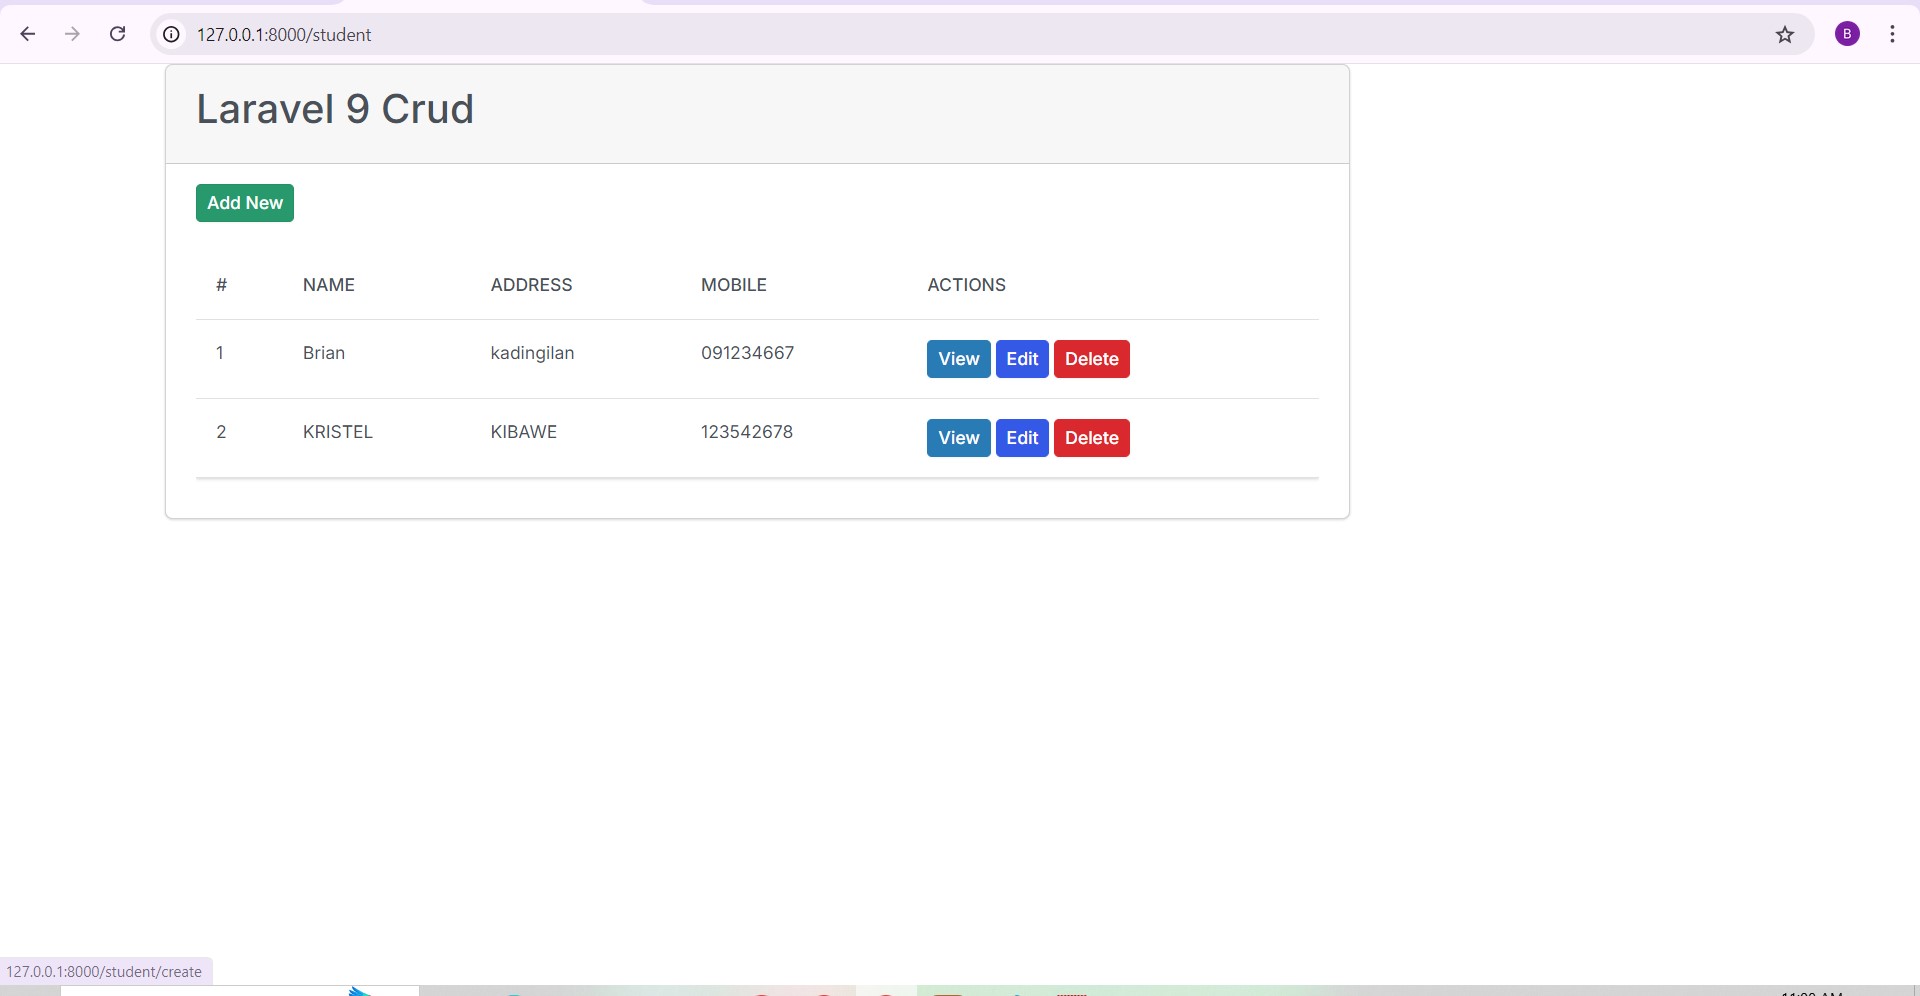 127.0.0.1:8000/student
B
Laravel 9 Crud
Add New
# NAME ADDRESS MOBILE ACTIONS
1 Brian kadingilan 091234667 View Edit Delete
2 KRISTEL KIBAWE 123542678 View Edit Delete
127.0.0.1:8000/student/create